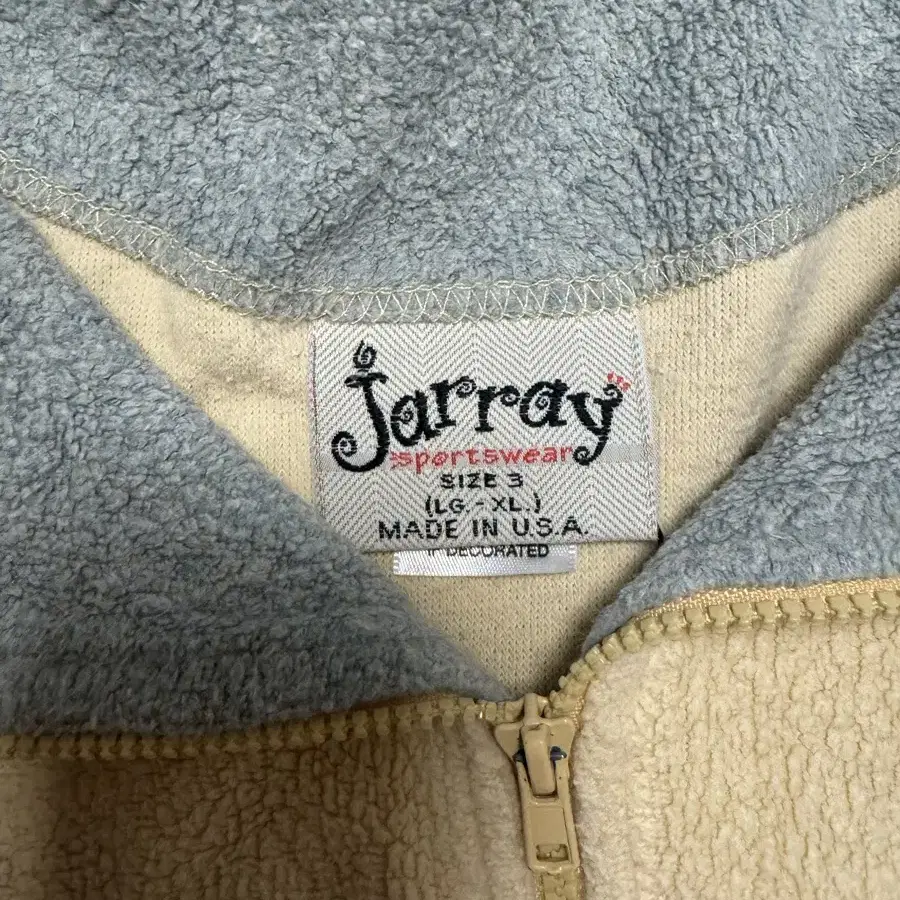 Jarray
sportswear
SIZE 3
(LG.-XL.)
MADE IN U.S.A.
IF DECORATED